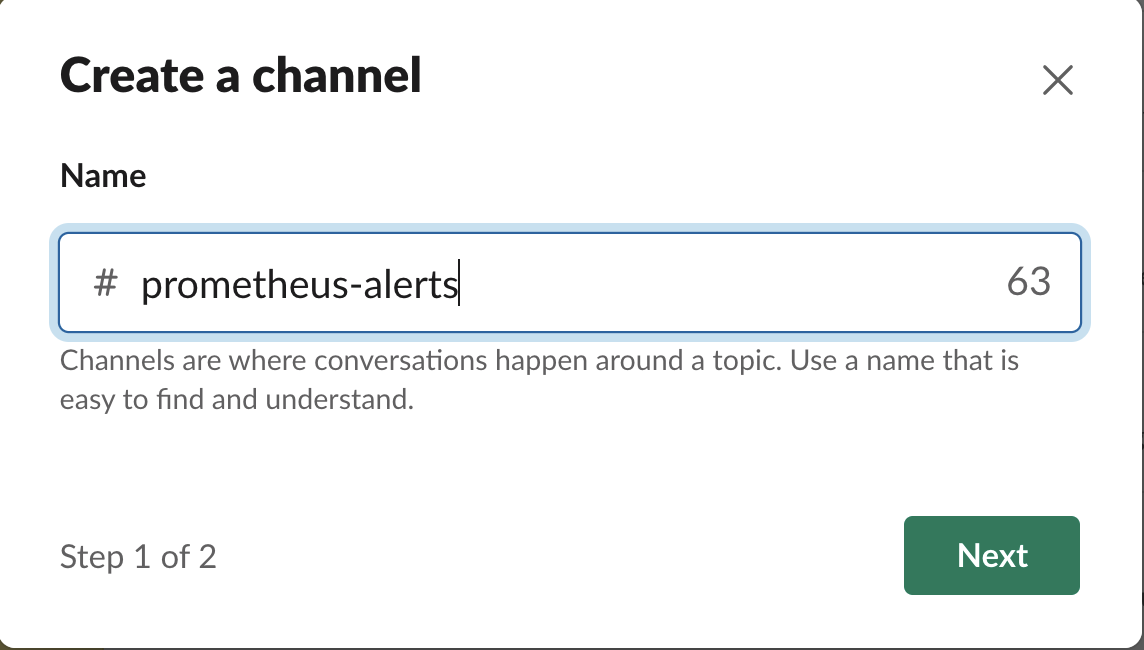 Create a channel
Name
# prometheus-alerts 63
Channels are where conversations happen around a topic. Use a name that is
easy to find and understand.
Step 1 of 2
Next